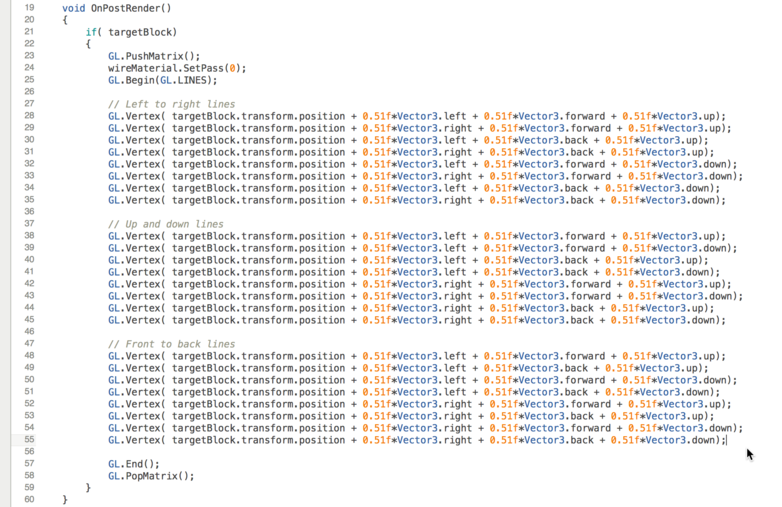 19 void OnPostRender()
20 {
21 if( targetBlock)
22 {
23 GL.PushMatrix();
24 wireMaterial.SetPass(0);
25 GL.Begin(GL.LINES);
26
27 // Left to right lines
28 GL.Vertex( targetBlock.transform.position + 0.51f*Vector3.left + 0.51f*Vector3.forward + 0.51f*Vector3.up);
29 GL.Vertex( targetBlock.transform.position + 0.51f*Vector3.right + 0.51f*Vector3.forward + 0.51f*Vector3.up);
30 GL.Vertex( targetBlock.transform.position + 0.51f*Vector3.left + 0.51f*Vector3.back + 0.51f*Vector3.up);
31 GL.Vertex( targetBlock.transform.position + 0.51f*Vector3.right + 0.51f*Vector3.back + 0.51f*Vector3.up);
32 GL.Vertex( targetBlock.transform.position + 0.51f*Vector3.left + 0.51f*Vector3.forward + 0.51f*Vector3.down);
33 GL.Vertex( targetBlock.transform.position + 0.51f*Vector3.right + 0.51f*Vector3.forward + 0.51f*Vector3.down);
34 GL.Vertex( targetBlock.transform.position + 0.51f*Vector3.left + 0.51f*Vector3.back + 0.51f*Vector3.down);
35 GL.Vertex( targetBlock.transform.position + 0.51f*Vector3.right + 0.51f*Vector3.back + 0.51f*Vector3.down);
36
37 // Up and down lines
38 GL.Vertex( targetBlock.transform.position + 0.51f*Vector3.left + 0.51f*Vector3.forward + 0.51f*Vector3.up);
39 GL.Vertex( targetBlock.transform.position + 0.51f*Vector3.left + 0.51f*Vector3.forward + 0.51f*Vector3.down);
40 GL.Vertex( targetBlock.transform.position + 0.51f*Vector3.left + 0.51f*Vector3.back + 0.51f*Vector3.up);
41 GL.Vertex( targetBlock.transform.position + 0.51f*Vector3.left + 0.51f*Vector3.back + 0.51f*Vector3.down);
42 GL.Vertex( targetBlock.transform.position + 0.51f*Vector3.right + 0.51f*Vector3.forward + 0.51f*Vector3.up);
43 GL.Vertex( targetBlock.transform.position + 0.51f*Vector3.right + 0.51f*Vector3.forward + 0.51f*Vector3.down);
44 GL.Vertex( targetBlock.transform.position + 0.51f*Vector3.right + 0.51f*Vector3.back + 0.51f*Vector3.up);
45 GL.Vertex( targetBlock.transform.position + 0.51f*Vector3.right + 0.51f*Vector3.back + 0.51f*Vector3.down);
46
47 // Front to back lines
48 GL.Vertex( targetBlock.transform.position + 0.51f*Vector3.left + 0.51f*Vector3.forward + 0.51f*Vector3.up);
49 GL.Vertex( targetBlock.transform.position + 0.51f*Vector3.left + 0.51f*Vector3.back + 0.51f*Vector3.up);
50 GL.Vertex( targetBlock.transform.position + 0.51f*Vector3.left + 0.51f*Vector3.forward + 0.51f*Vector3.down);
51 GL.Vertex( targetBlock.transform.position + 0.51f*Vector3.left + 0.51f*Vector3.back + 0.51f*Vector3.down);
52 GL.Vertex( targetBlock.transform.position + 0.51f*Vector3.right + 0.51f*Vector3.forward + 0.51f*Vector3.up);
53 GL.Vertex( targetBlock.transform.position + 0.51f*Vector3.right + 0.51f*Vector3.back + 0.51f*Vector3.up);
54 GL.Vertex( targetBlock.transform.position + 0.51f*Vector3.right + 0.51f*Vector3.forward + 0.51f*Vector3.down);
55 GL.Vertex( targetBlock.transform.position + 0.51f*Vector3.right + 0.51f*Vector3.back + 0.51f*Vector3.down);
56
57 GL.End();
58 GL.PopMatrix();
59 }
60 }